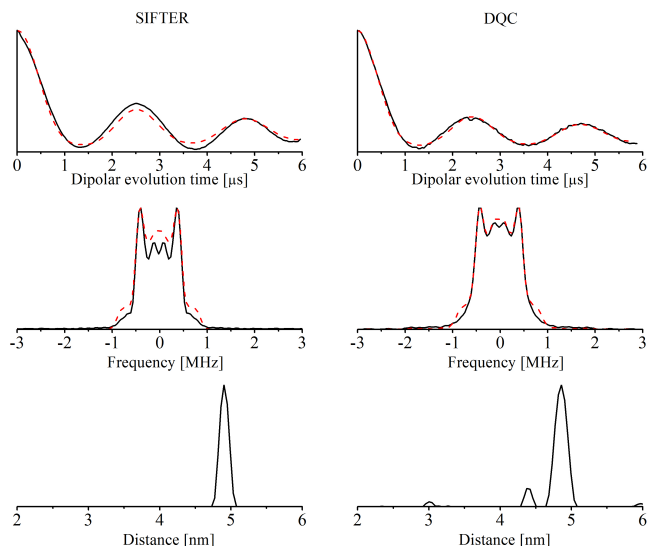 SIFTER DQC
0 1 2 3 4 5 6 0 1 2 3 4 5 6
Dipolar evolution time [µs] Dipolar evolution time [µs]
-3 -2 -1 0 1 2 3 -3 -2 -1 0 1 2 3
Frequency [MHz] Frequency [MHz]
2 3 4 5 6 2 3 4 5 6
Distance [nm] Distance [nm]